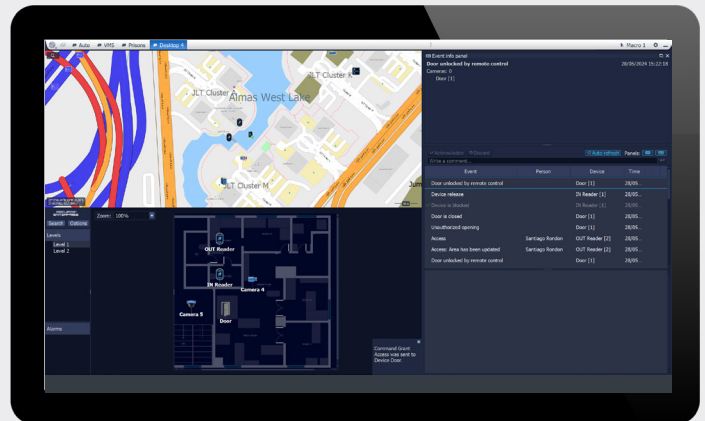 Auto
VMS
Prisons
Desktop 4
Macro 1
JLT Cluster K
JLT Cluster A
Almas West Lake
JLT Cluster M
Jum
Event info panel
Door unlocked by remote control 28/05/2024 15:22:18
Cameras: 0
Door [1]
Acknowledge
Discard
Auto refresh
Panels:
Write a comment...
Event Person Device Time
Door unlocked by remote control Door [1] 28/05...
Device release IN Reader [1] 28/05...
Device is blocked IN Reader [1] 28/05...
Door is closed Door [1] 28/05...
Unauthorized opening Door [1] 28/05...
Access Santiago Rondon OUT Reader [2] 28/05...
Access: Area has been updated Santiago Rondon OUT Reader [2] 28/05...
Door unlocked by remote control Door [1] 28/05...
Search Options
Levels
Level 1
Level 2
Alarms
Zoom: 100%
OUT Reader
IN Reader
Camera 4
Camera 5
Door
Command Grant
Access was sent to
Device Door.